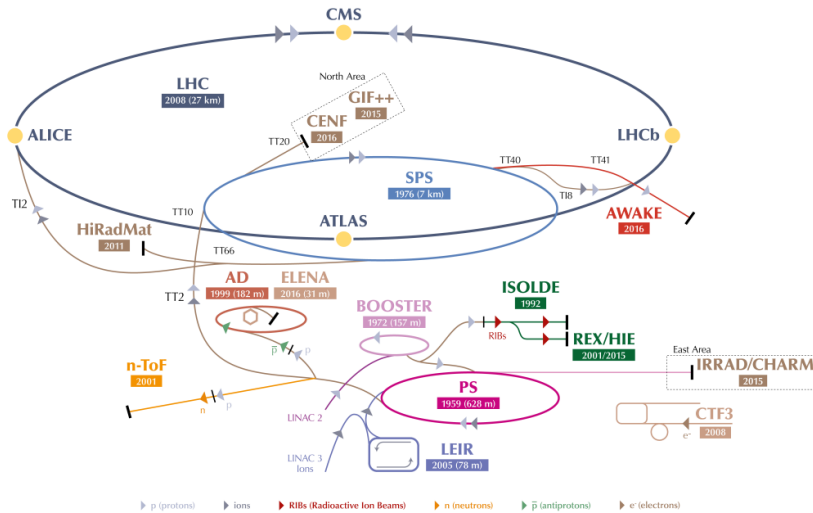 CMS
North Area
LHC
2008 (27 km)
GIF++
2015
CENF
2016
ALICE
LHCb
TT20
TT40
TT41
SPS
1976 (7 km)
TI8
TI2
TT10
ATLAS
AWAKE
2016
HiRadMat
2011
TT66
AD
1999 (182 m)
ELENA
2016 (31 m)
TT2
BOOSTER
1972 (157 m)
ISOLDE
1992
RIBs
REX/HIE
2001/2015
p̅
p
East Area
n-ToF
2001
IRRAD/CHARM
2015
PS
1959 (628 m)
n
p
LINAC 2
CTF3
2008
e⁻
LINAC 3
Ions
LEIR
2005 (78 m)
p (protons)
ions
RIBs (Radioactive Ion Beams)
n (neutrons)
p̅ (antiprotons)
e⁻ (electrons)